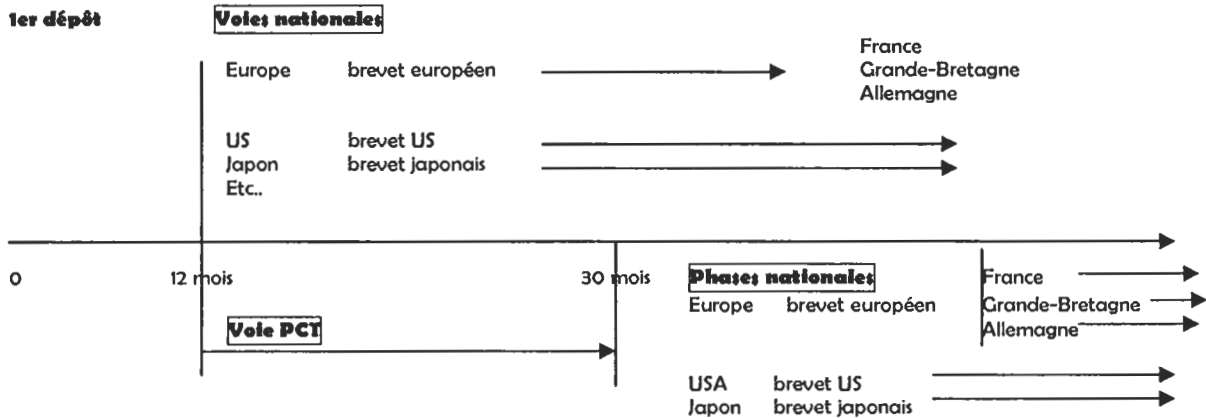 1er dépôt
Voies nationales
Europe brevet européen
France
Grande-Bretagne
Allemagne
US brevet US
Japon brevet japonais
Etc..
0 12 mois 30 mois
Voie PCT
Phases nationales
Europe brevet européen
France
Grande-Bretagne
Allemagne
USA brevet US
Japon brevet japonais